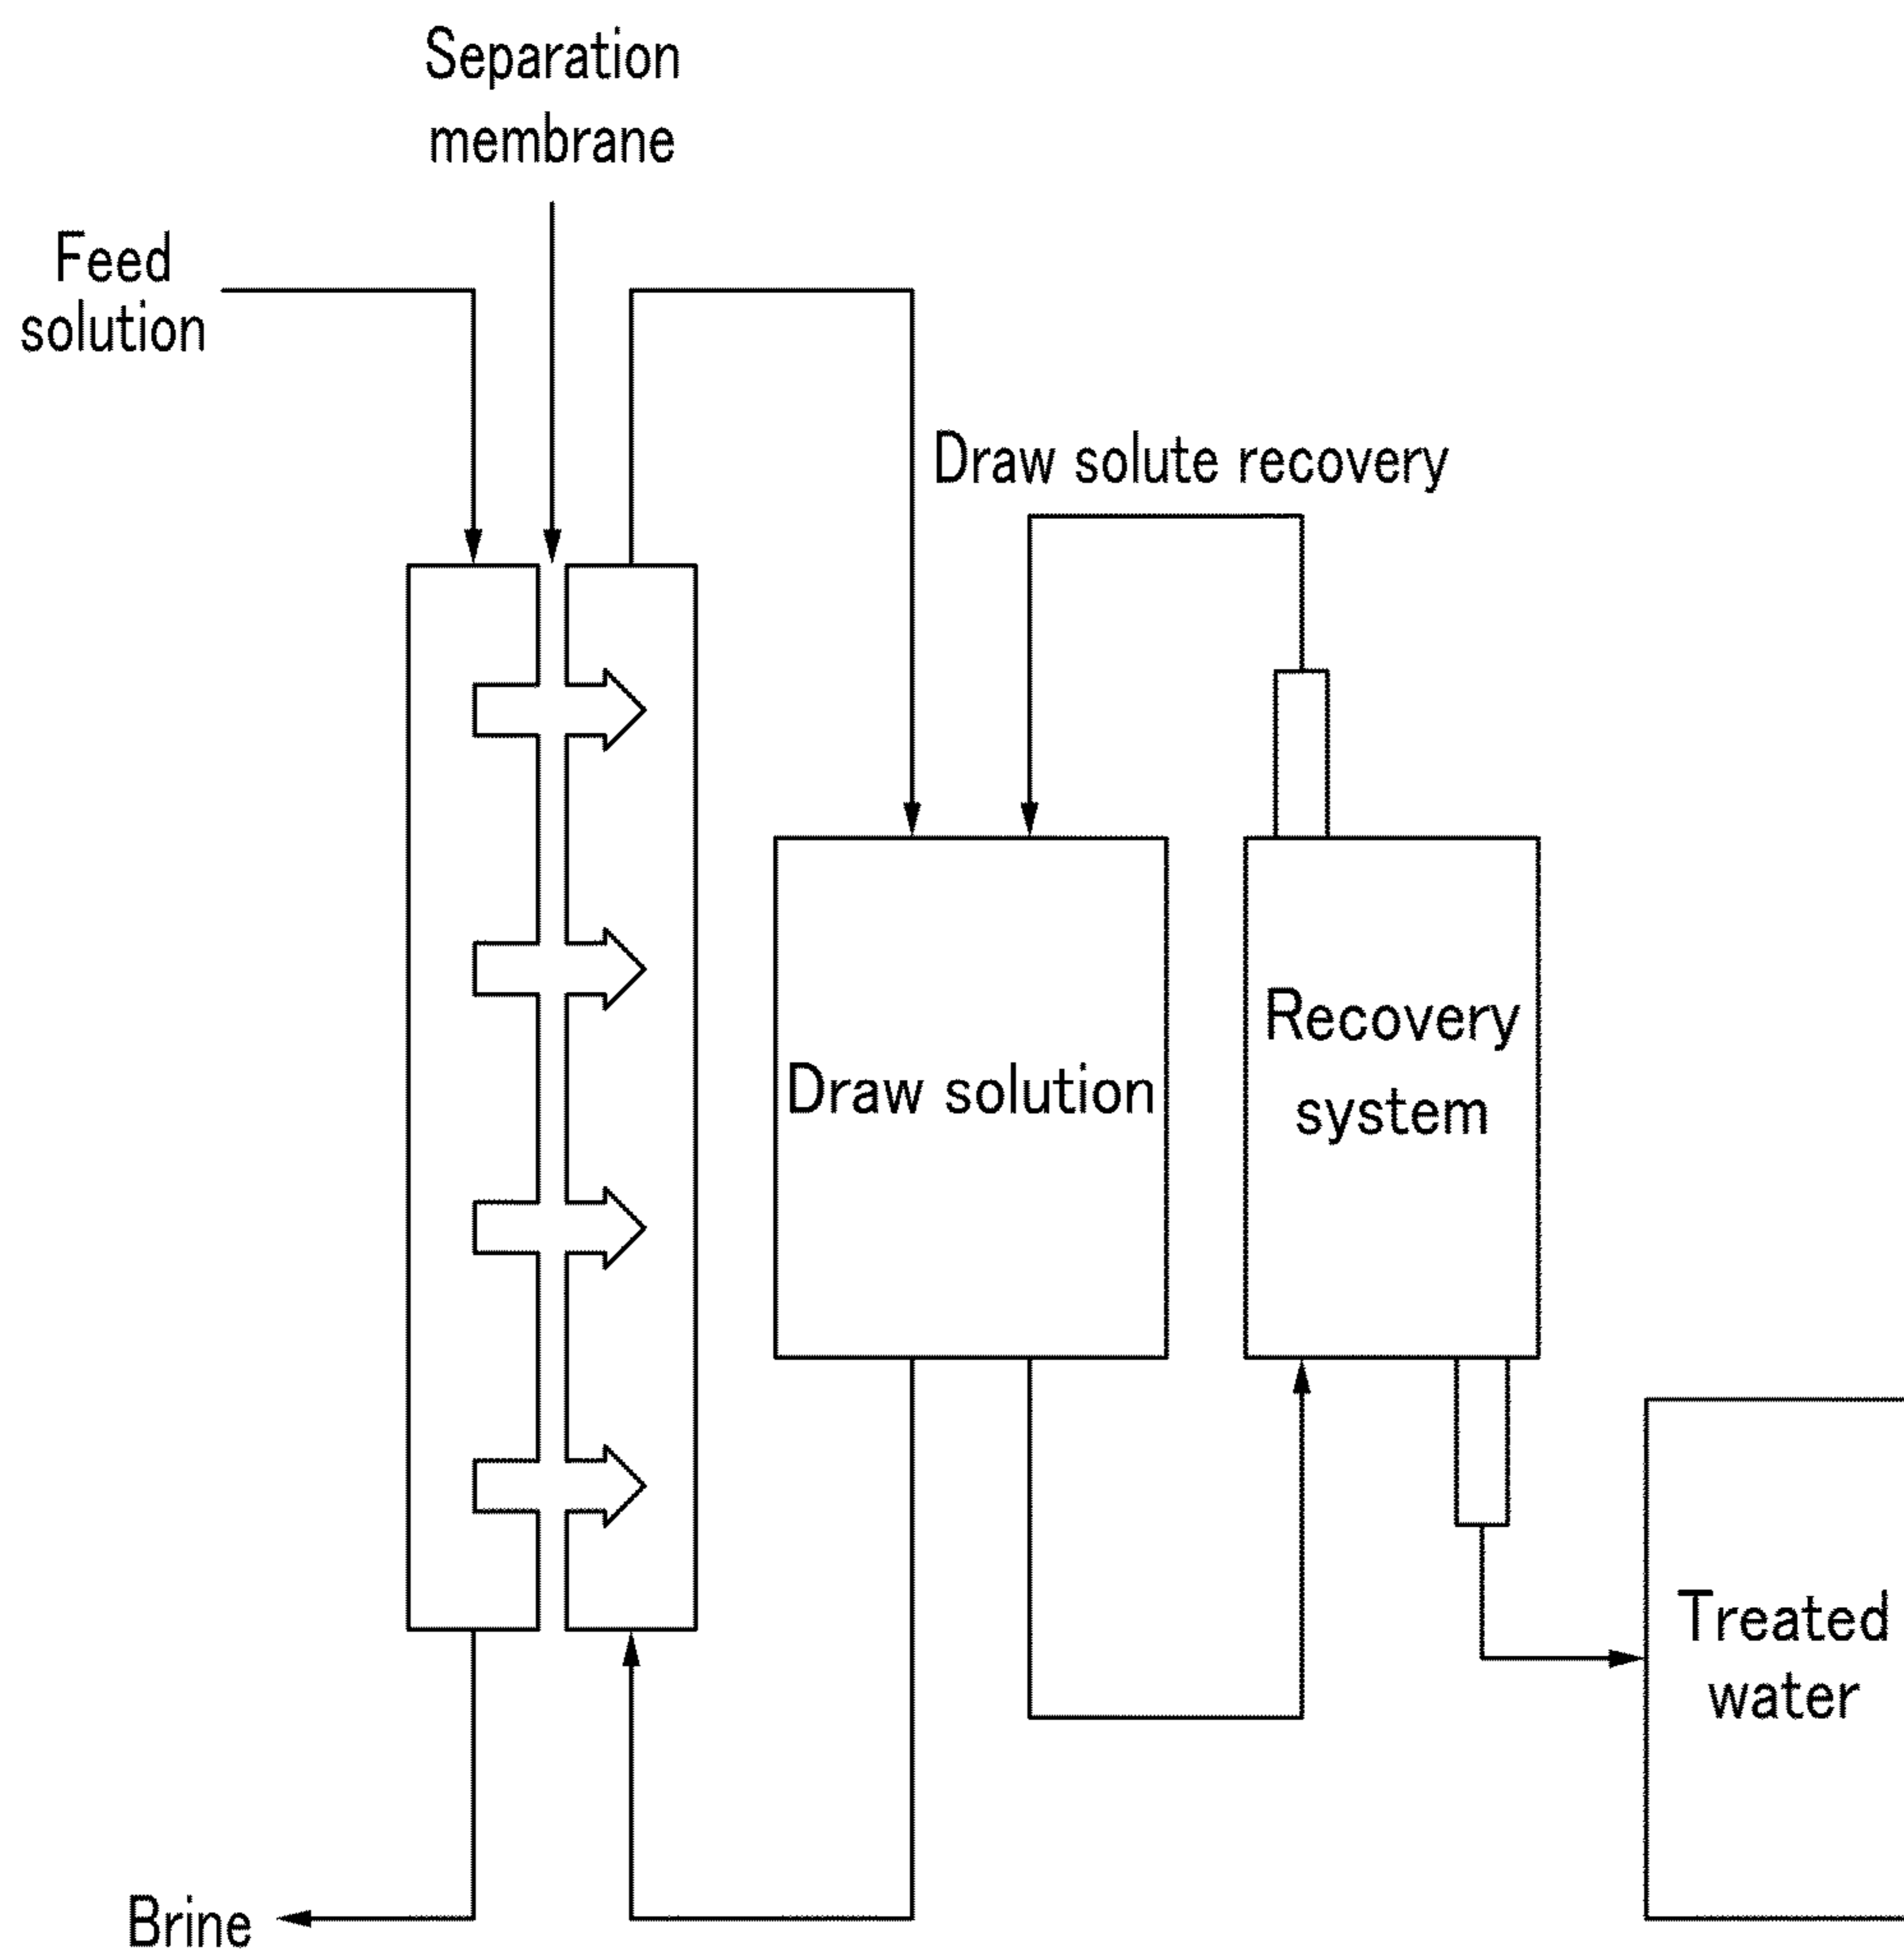 Separation
membrane
Feed
solution
Draw solute recovery
Draw solution
Recovery
system
Treated
water
Brine